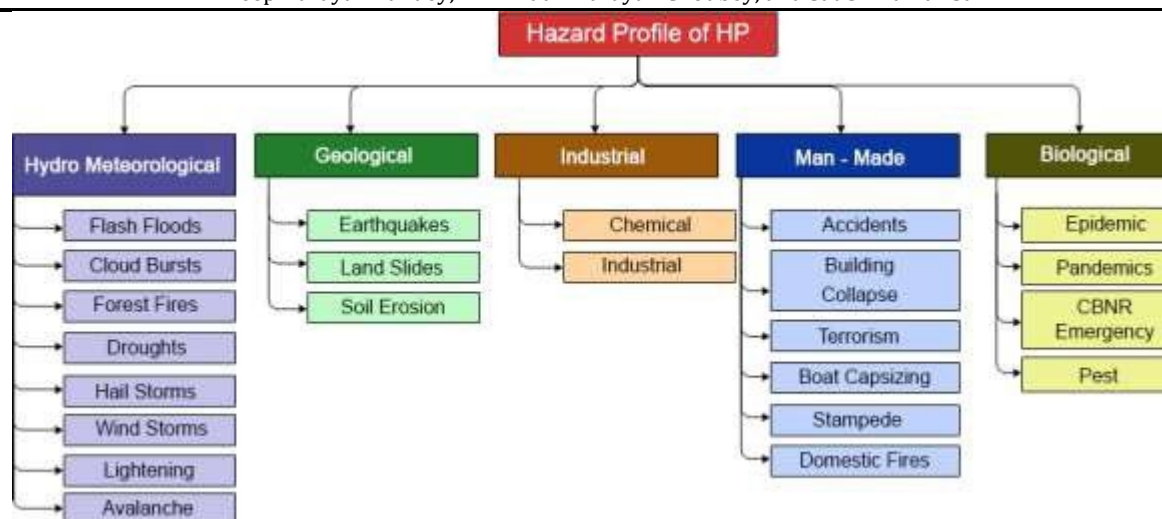 Hazard Profile of HP
Hydro Meteorological
Flash Floods
Cloud Bursts
Forest Fires
Droughts
Hail Storms
Wind Storms
Lightening
Avalanche
Geological
Earthquakes
Land Slides
Soil Erosion
Industrial
Chemical
Industrial
Man - Made
Accidents
Building
Collapse
Terrorism
Boat Capsizing
Stampede
Domestic Fires
Biological
Epidemic
Pandemics
CBNR
Emergency
Pest